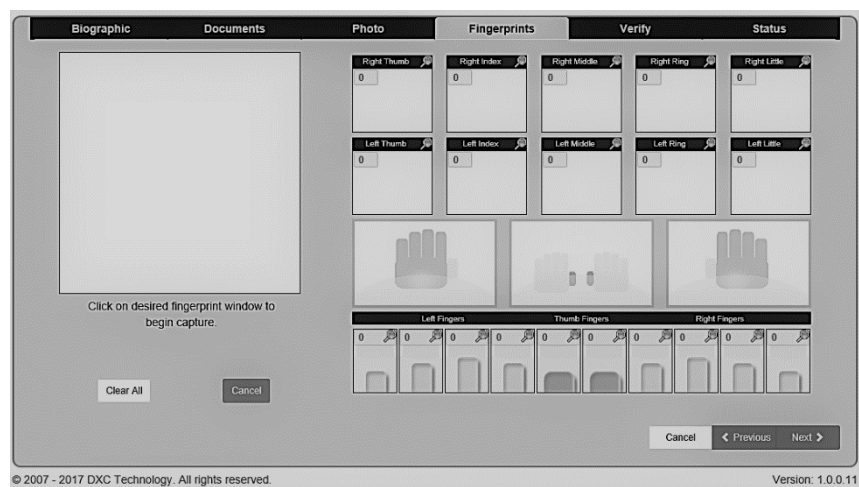 Biographic Documents Photo Fingerprints Verify Status
Right Thumb Right Index Right Middle Right Ring Right Little
0 0 0 0 0
Left Thumb Left Index Left Middle Left Ring Left Little
0 0 0 0 0
Click on desired fingerprint window to
begin capture.
Left Fingers Thumb Fingers Right Fingers
0 0 0 0 0 0 0 0 0 0
Clear All Cancel
Cancel Previous Next
© 2007 - 2017 DXC Technology. All rights reserved. Version: 1.0.0.11